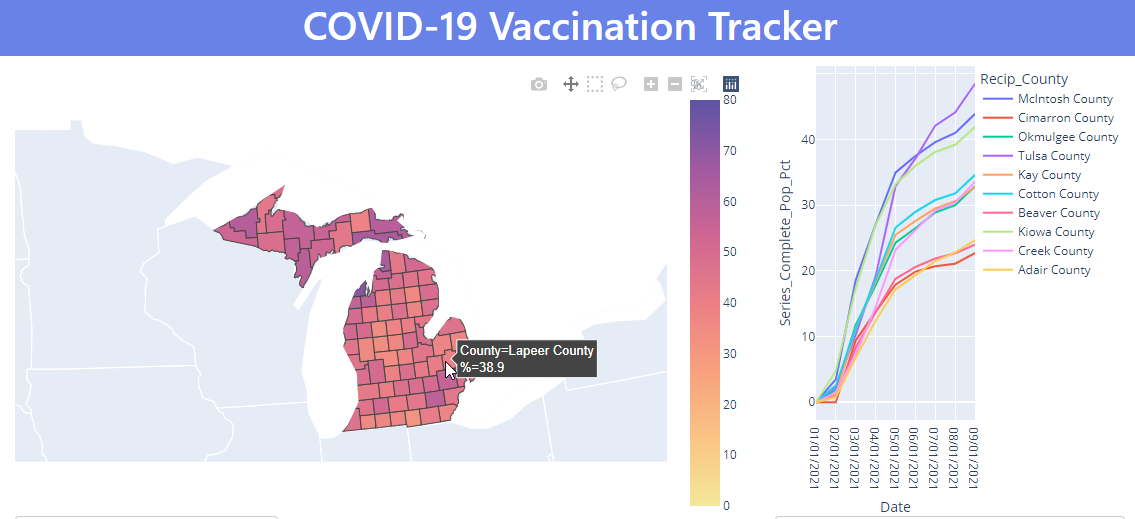 COVID-19 Vaccination Tracker
80
70
60
50
40
30
20
10
0
County=Lapeer County
%=38.9
Series_Complete_Pop_Pct
40
30
20
10
0
01/01/2021
02/01/2021
03/01/2021
04/01/2021
05/01/2021
06/01/2021
07/01/2021
08/01/2021
09/01/2021
Date
Recip_County
McIntosh County
Cimarron County
Okmulgee County
Tulsa County
Kay County
Cotton County
Beaver County
Kiowa County
Creek County
Adair County